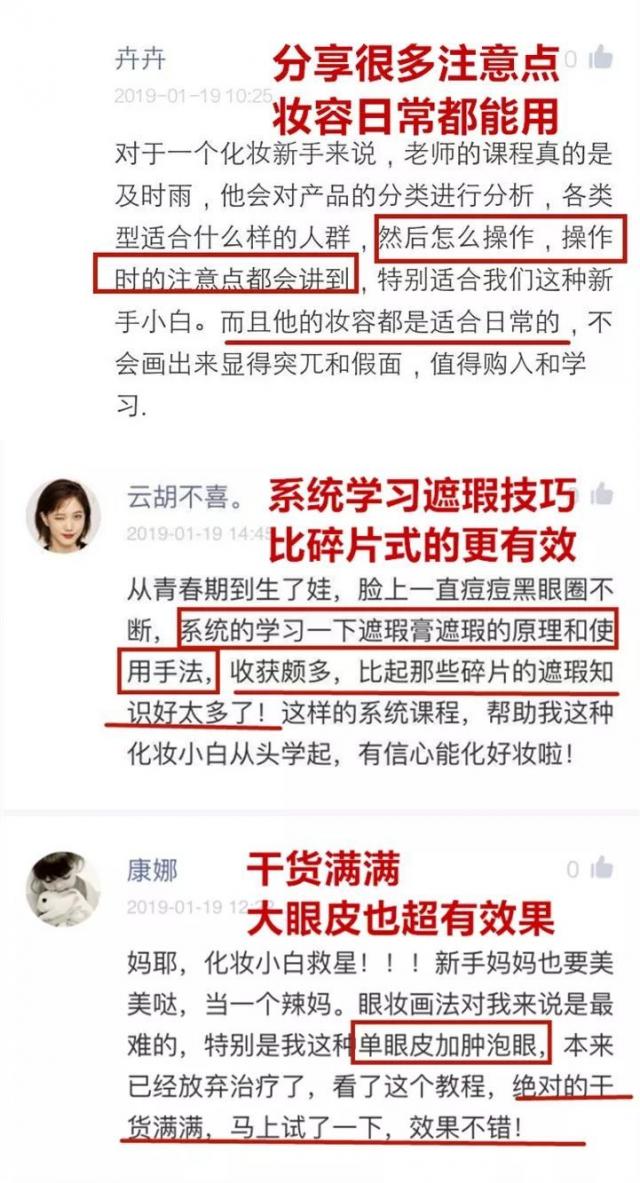 卉卉
分享很多注意点
0
2019-01-19 10:25
妆容日常都能用
对于一个化妆新手来说，老师的课程真的是
及时雨，他会对产品的分类进行分析，各类
型适合什么样的人群，然后怎么操作，操作
时的注意点都会讲到，特别适合我们这种新
手小白。而且他的妆容都是适合日常的，不
会画出来显得突兀和假面，值得购入和学
习.
云胡不喜。
系统学习遮瑕技巧
2019-01-19 14:45
比碎片式的更有效
从青春期到生了娃，脸上一直痘痘黑眼圈不
断，系统的学习一下遮瑕膏遮瑕的原理和使
用手法，收获颇多，比起那些碎片的遮瑕知
识好太多了！这样的系统课程，帮助我这种
化妆小白从头学起，有信心能化好妆啦！
康娜
干货满满
0
2019-01-19
大眼皮也超有效果
妈耶，化妆小白救星！！！新手妈妈也要美
美哒，当一个辣妈。眼妆画法对我来说是最
难的，特别是我这种单眼皮加肿泡眼，本来
已经放弃治疗了，看了这个教程，绝对的干
货满满，马上试了一下，效果不错！